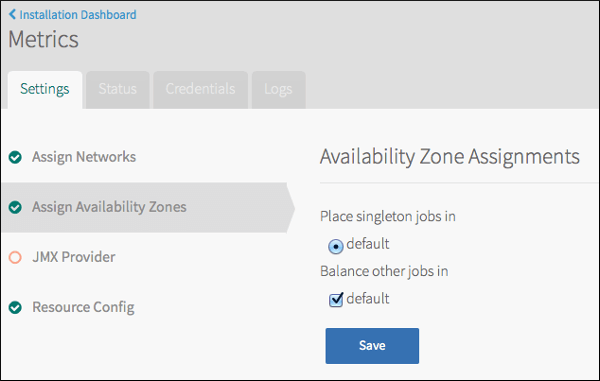 Installation Dashboard
Metrics
Settings
Status
Credentials
Logs
Assign Networks
Assign Availability Zones
JMX Provider
Resource Config
Availability Zone Assignments
Place singleton jobs in
default
Balance other jobs in
default
Save